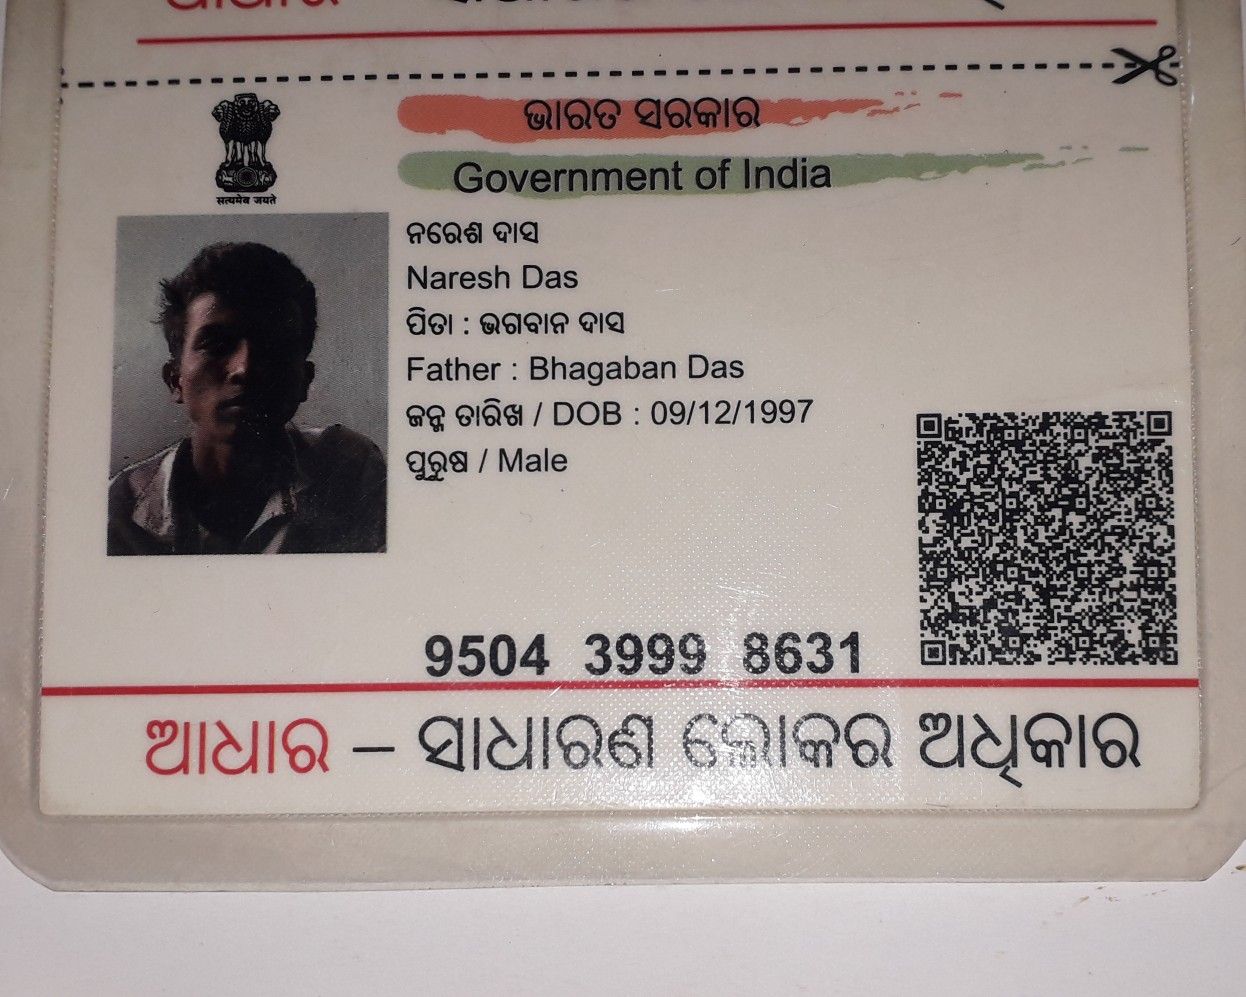 ଭାରତ ସରକାର
Government of India
सत्यमेव जयते
ନରେଶ ଦାସ
Naresh Das
ପିତା : ଭଗବାନ ଦାସ
Father : Bhagaban Das
ଜନ୍ମ ତାରିଖ / DOB : 09/12/1997
ପୁରୁଷ / Male
9504 3999 8631
ଆଧାର – ସାଧାରଣ ଲୋକର ଅଧିକାର